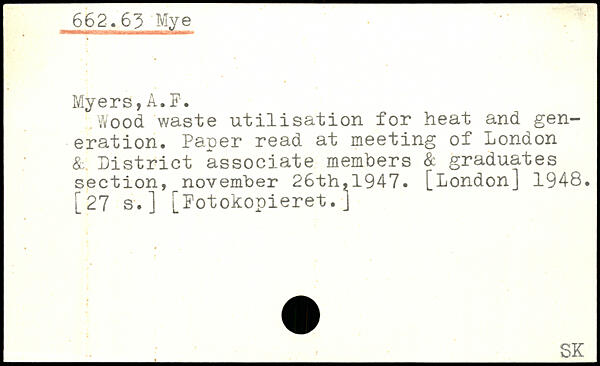 662.63 Mye
Myers,A.F.
Wood waste utilisation for heat and gen-
eration. Paper read at meeting of London
& District associate members & graduates
section, november 26th,1947. [London] 1948.
[27 s.] [Fotokopieret.]
SK